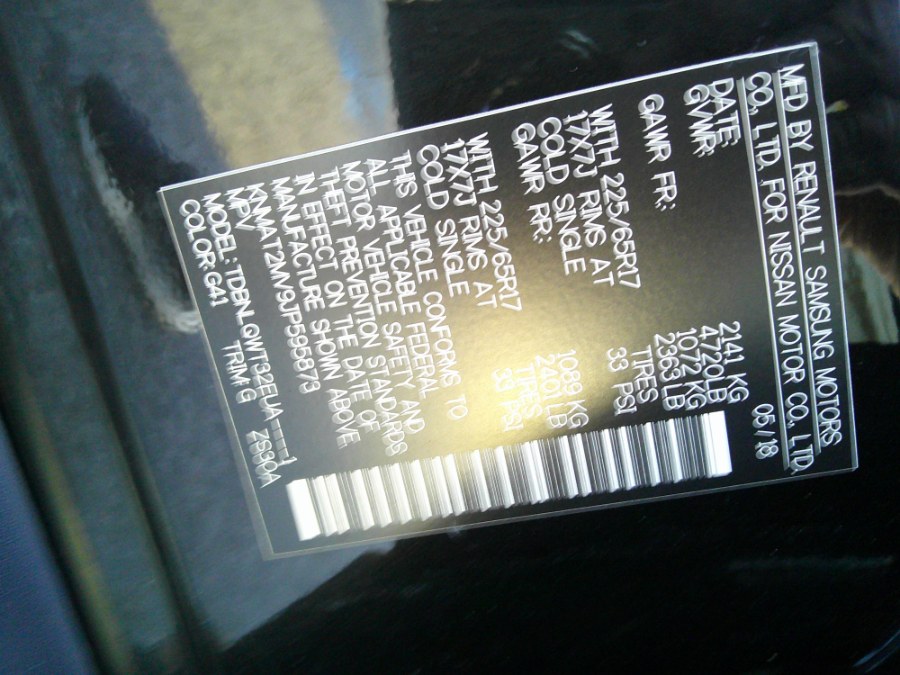 MFD BY RENAULT SAMSUNG MOTORS
CO., LTD, FOR NISSAN MOTOR CO., LTD.
DATE: 05/18
GVWR: 2141 KG
4720LB
GAWR FR: 1072 KG
2363 LB
WITH 225/65R17 TIRES
17X7J RIMS AT 33 PSI
COLD SINGLE
GAWR RR: 1089 KG
2401 LB
WITH 225/65R17 TIRES
17X7J RIMS AT 33 PSI
COLD SINGLE
THIS VEHICLE CONFORMS TO
ALL APPLICABLE FEDERAL
MOTOR VEHICLE SAFETY AND
THEFT PREVENTION STANDARDS
IN EFFECT ON THE DATE OF
MANUFACTURE SHOWN ABOVE
KNMAT2MV9JP595873
MPV
MODEL: TDBNLQWT32EUA----1
COLOR: G41 TRIM: G ZS30A